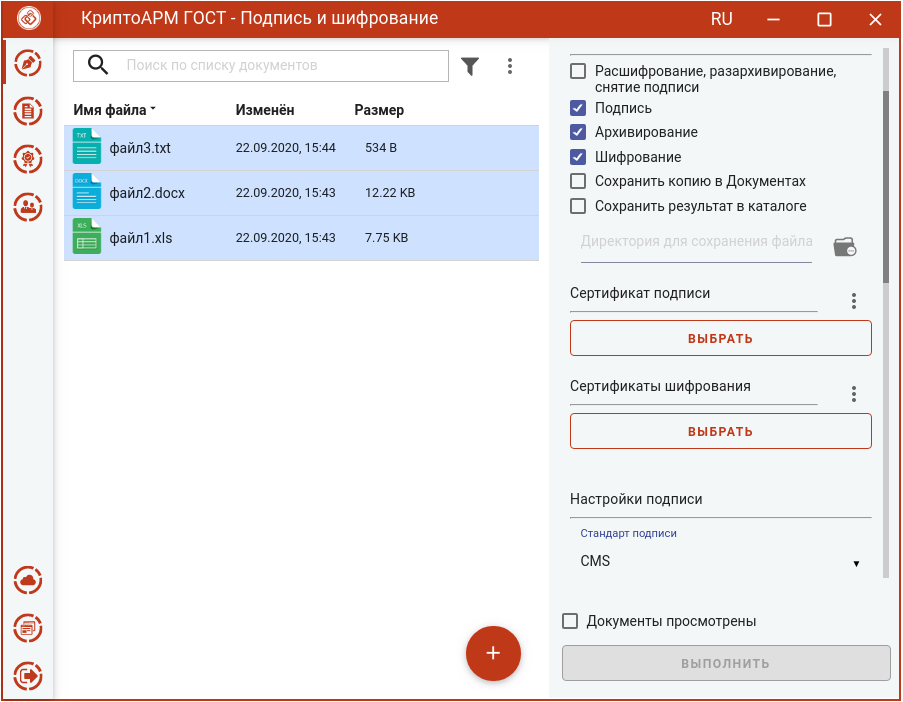 КриптоАРМ ГОСТ - Подпись и шифрование
RU
Поиск по списку документов
Имя файла
Изменён
Размер
TXT
файл3.txt
22.09.2020, 15:44
534 B
DOCX
файл2.docx
22.09.2020, 15:43
12.22 KB
XLS
файл1.xls
22.09.2020, 15:43
7.75 KB
Расшифрование, разархивирование,
снятие подписи
Подпись
Архивирование
Шифрование
Сохранить копию в Документах
Сохранить результат в каталоге
Директория для сохранения файла
Сертификат подписи
ВЫБРАТЬ
Сертификаты шифрования
ВЫБРАТЬ
Настройки подписи
Стандарт подписи
CMS
Документы просмотрены
ВЫПОЛНИТЬ